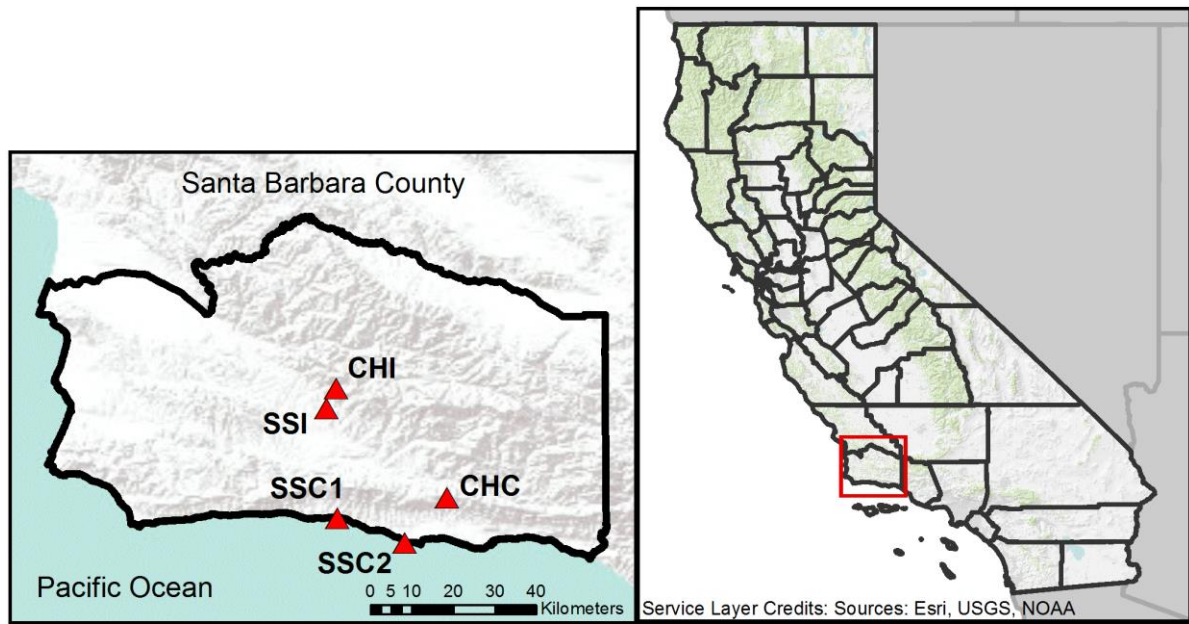 Santa Barbara County
CHI
SSI
SSC1
CHC
SSC2
Pacific Ocean
0 5 10 20 30 40
Kilometers
Service Layer Credits: Sources: Esri, USGS, NOAA